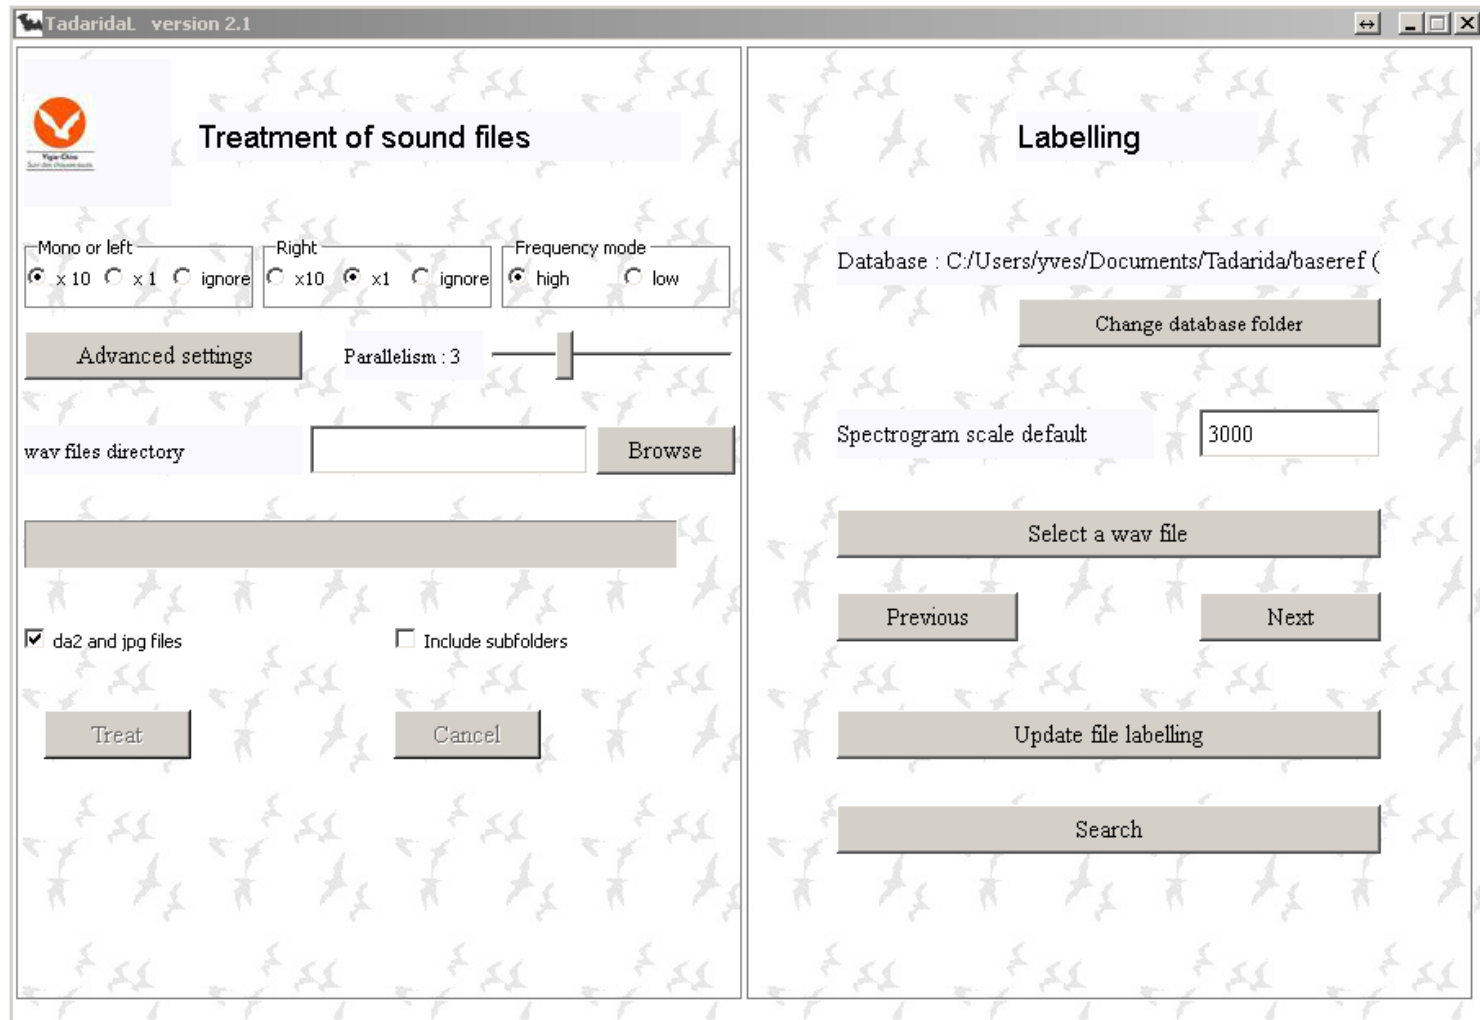 TadaridaL version 2.1
Treatment of sound files
Vigie-Chiro
Mono or left
x 10 x 1 ignore
Right
x10 x1 ignore
Frequency mode
high low
Advanced settings
Parallelism : 3
wav files directory
Browse
da2 and jpg files
Include subfolders
Treat
Cancel
Labelling
Database : C:/Users/yves/Documents/Tadarida/baseref (
Change database folder
Spectrogram scale default
3000
Select a wav file
Previous
Next
Update file labelling
Search